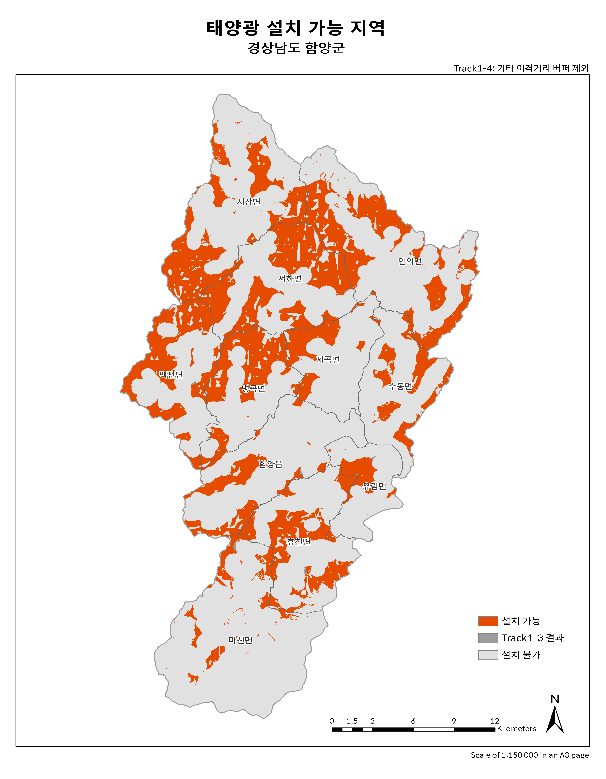 태양광 설치 가능 지역
경상남도 함양군
Track1-4: 기타 이격거리 버퍼 제외
서상면
안의면
서하면
지곡면
백전면
병곡면
수동면
함양읍
유림면
휴천면
마천면
설치 가능
Track1-3 결과
설치 불가
N
0 1.5 3 6 9 12
Kilometers
Scale of 1:150,000 in an A3 page